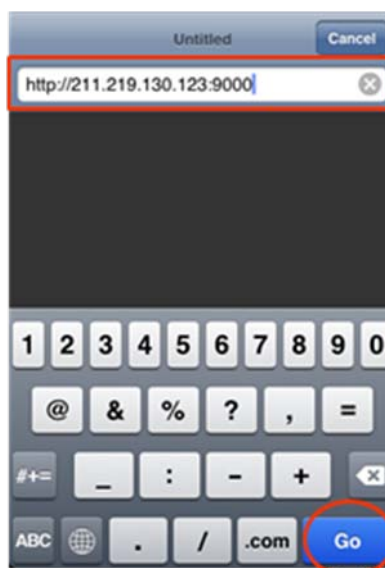 Untitled
Cancel
http://211.219.130.123:9000
1 2 3 4 5 6 7 8 9 0
@ & % ? , =
#+= _ : - +
ABC . / .com Go